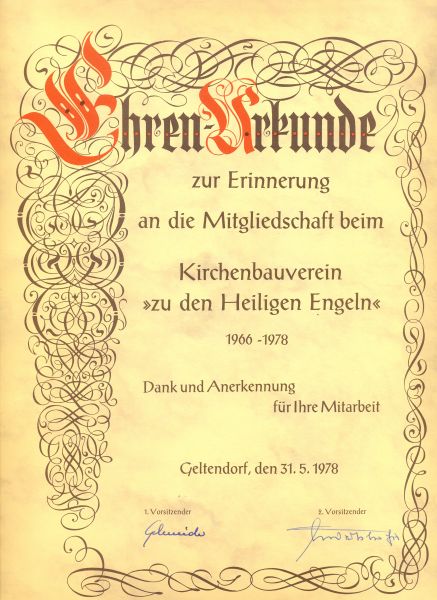 Ehren-Urkunde
zur Erinnerung
an die Mitgliedschaft beim
Kirchenbauverein
»zu den Heiligen Engeln«
1966 -1978
Dank und Anerkennung
für Ihre Mitarbeit
Geltendorf, den 31. 5. 1978
1. Vorsitzender 2. Vorsitzender